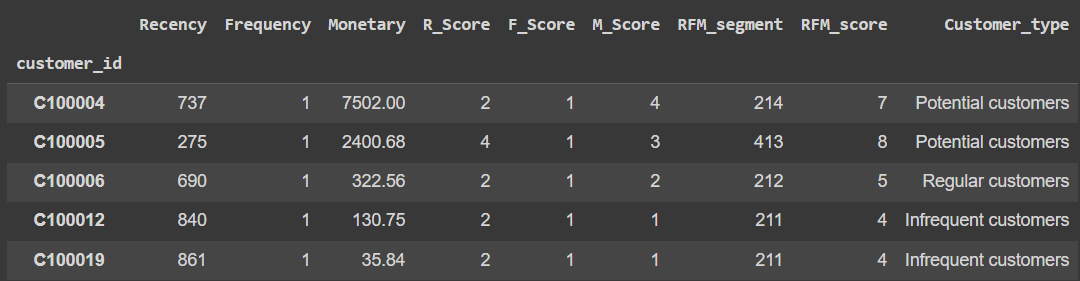 Recency Frequency Monetary R_Score F_Score M_Score RFM_segment RFM_score Customer_type
customer_id
C100004 737 1 7502.00 2 1 4 214 7 Potential customers
C100005 275 1 2400.68 4 1 3 413 8 Potential customers
C100006 690 1 322.56 2 1 2 212 5 Regular customers
C100012 840 1 130.75 2 1 1 211 4 Infrequent customers
C100019 861 1 35.84 2 1 1 211 4 Infrequent customers